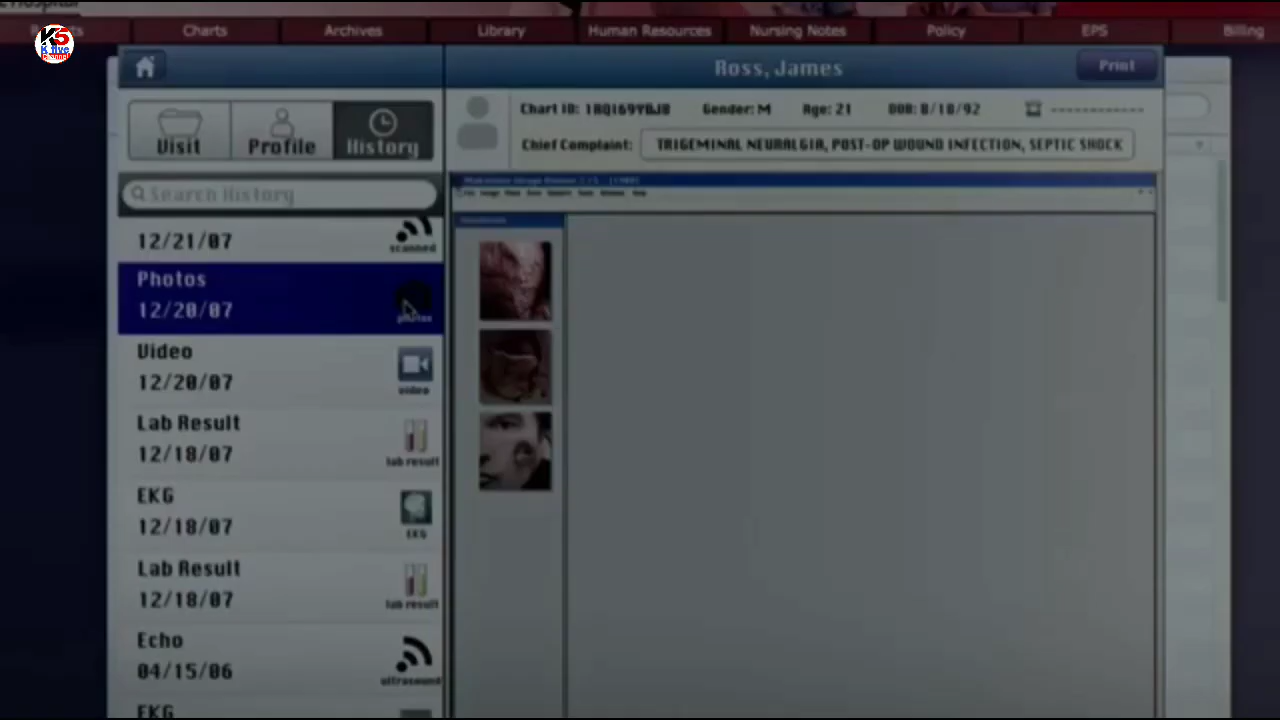 K5
K five
Charts
Archives
Library
Human Resources
Nursing Notes
Policy
EPS
Billing
Ross, James
Print
Visit
Profile
History
Gender: M
Age: 21
DOB: 8/18/92
Chief Complaint:
TRIGEMINAL NEURALGIA, POST-OP WOUND INFECTION, SEPTIC SHOCK
Search History
12/21/07
scanned
Photos
12/20/07
photos
Video
12/20/07
video
Lab Result
12/18/07
lab result
EKG
12/18/07
EKG
Lab Result
12/18/07
lab result
Echo
04/15/06
ultrasound
EKG